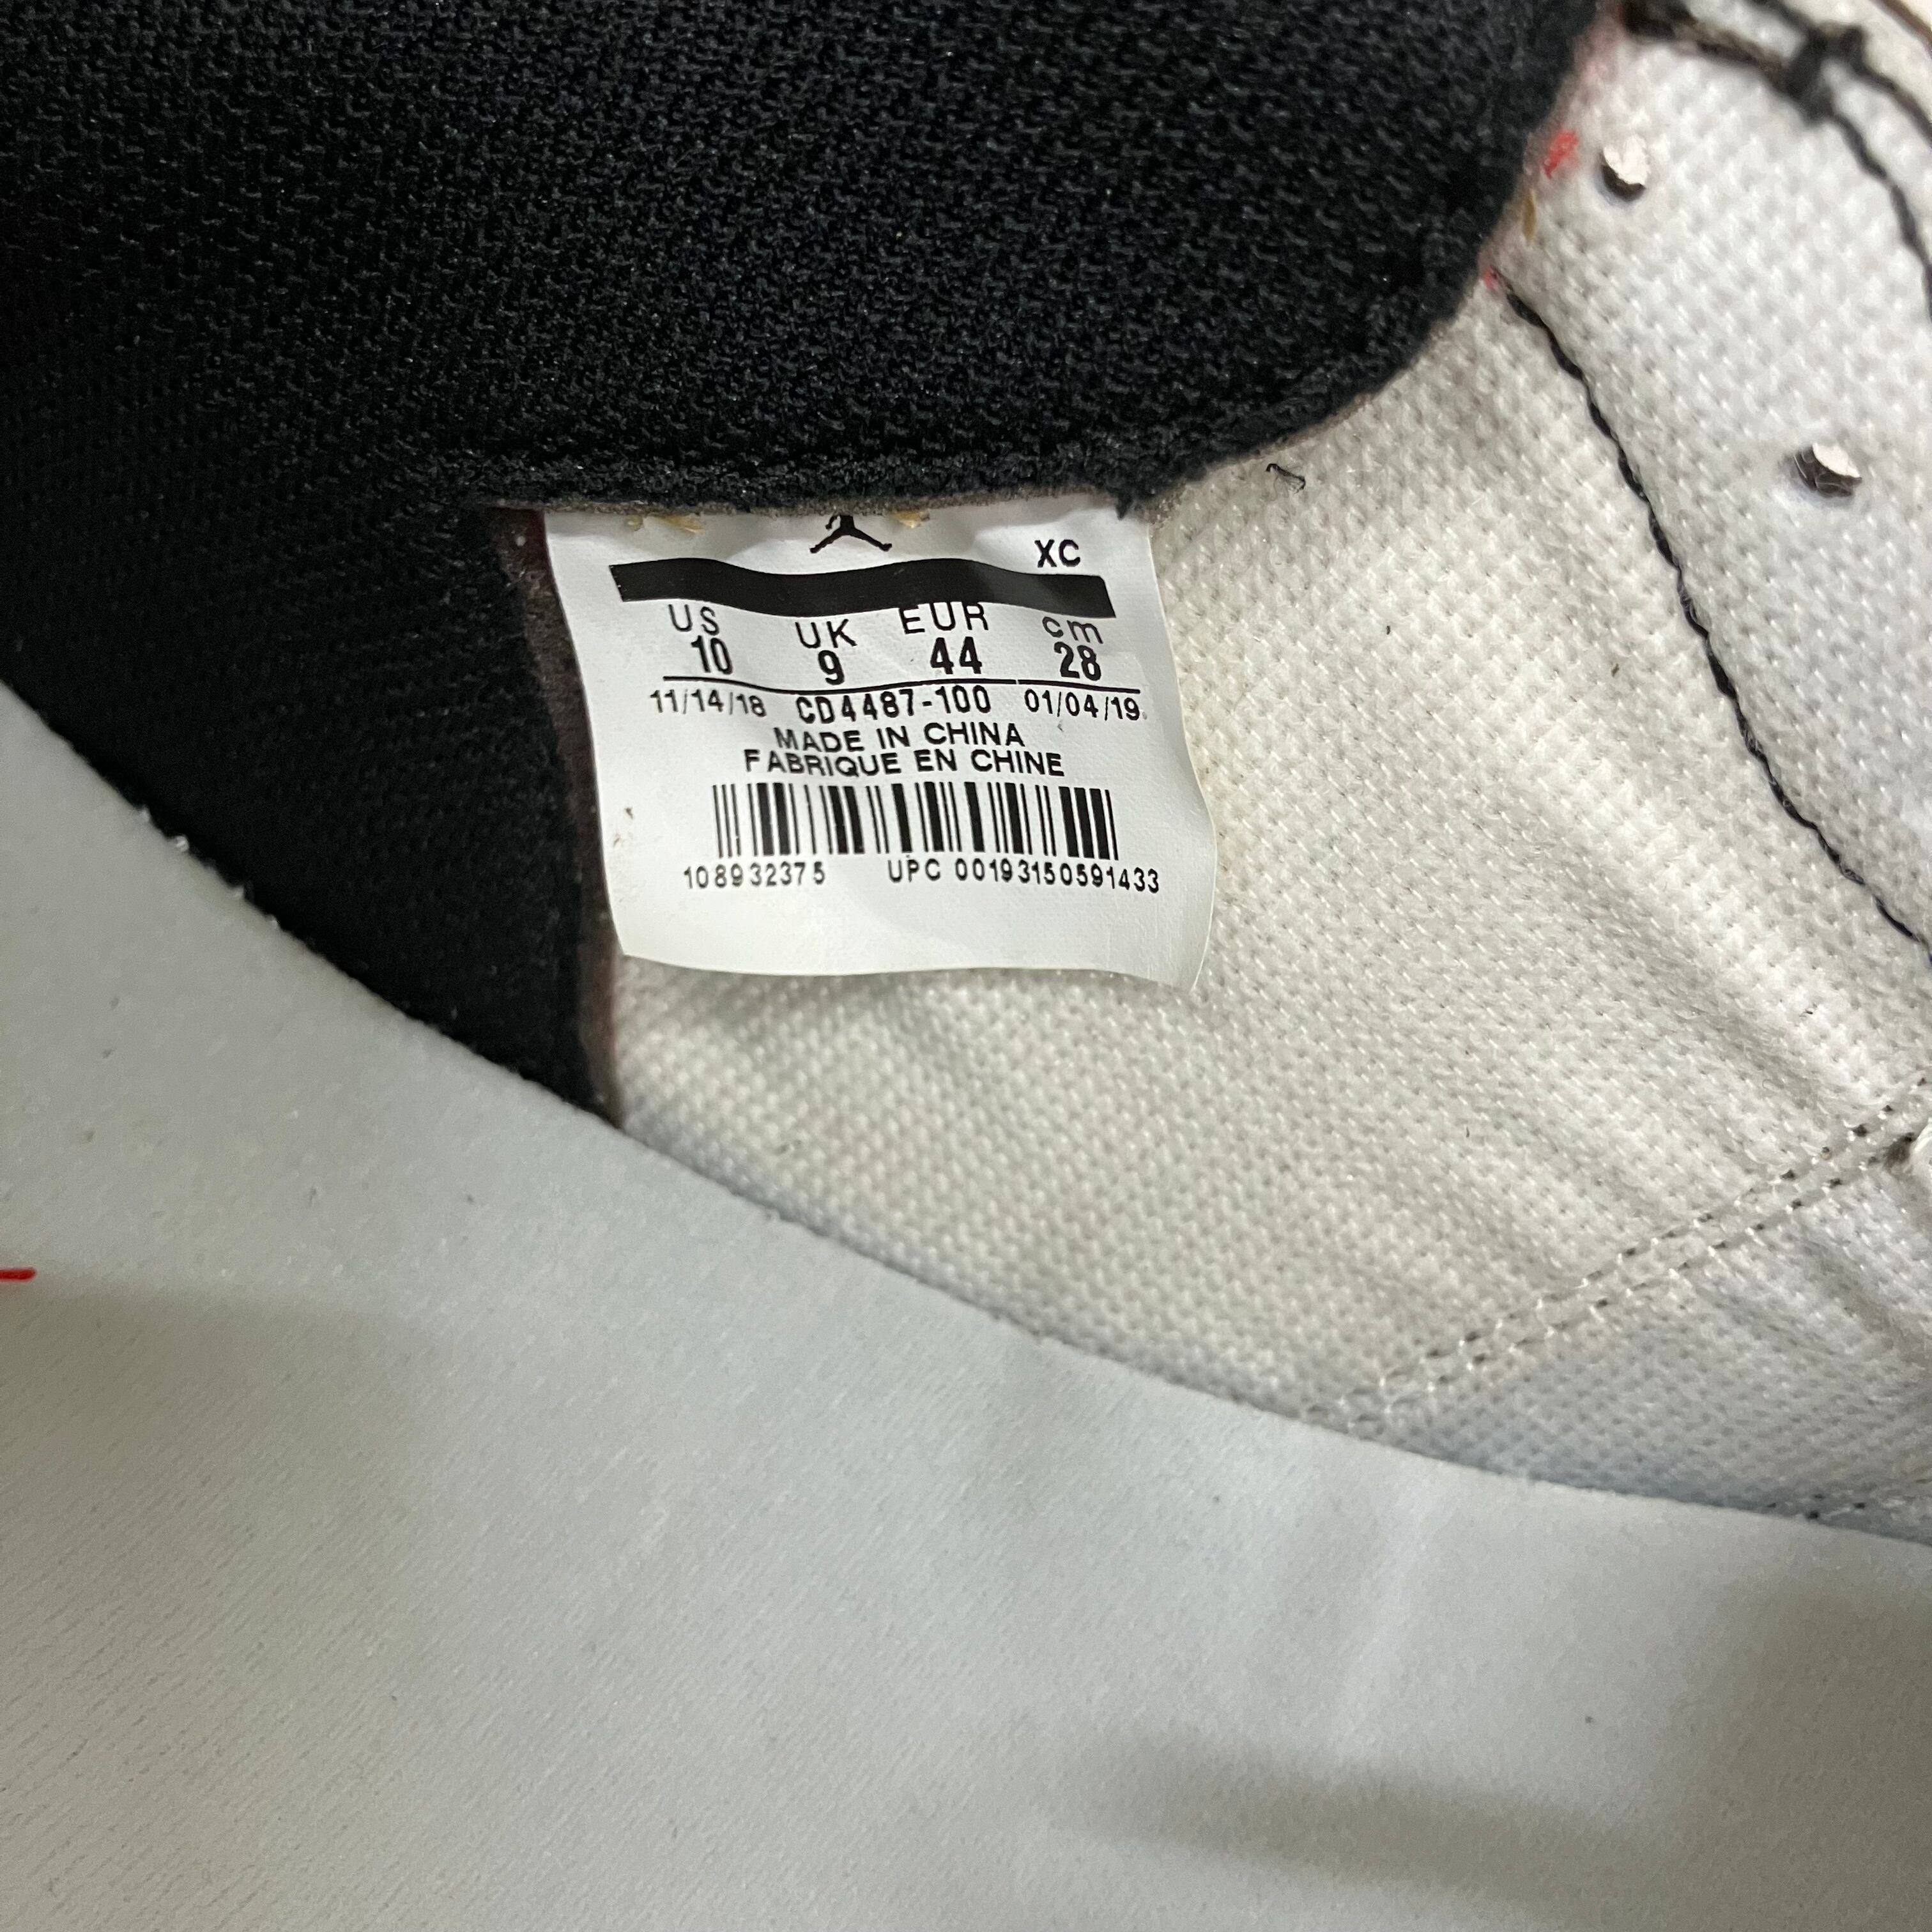 XC
US UK EUR cm
10 9 44 28
11/14/18 CD4487-100 01/04/19
MADE IN CHINA
FABRIQUE EN CHINE
108932375 UPC 00193150591433